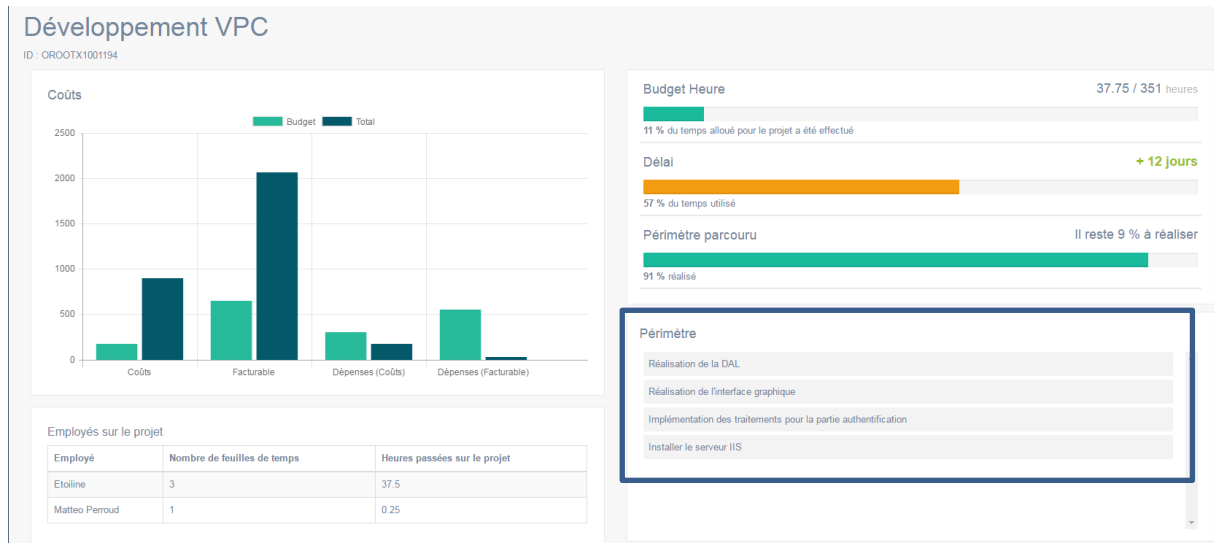 Développement VPC
ID : OROOTX1001194
Coûts
Budget Total
2500
2000
1500
1000
500
0
Coûts Facturable Dépenses (Coûts) Dépenses (Facturable)
Employés sur le projet
Employé Nombre de feuilles de temps Heures passées sur le projet
Etoiline 3 37.5
Matteo Perroud 1 0.25
Budget Heure 37.75 / 351 heures
11 % du temps alloué pour le projet a été effectué
Délai + 12 jours
57 % du temps utilisé
Périmètre parcouru Il reste 9 % à réaliser
91 % réalisé
Périmètre
Réalisation de la DAL
Réalisation de l'interface graphique
Implémentation des traitements pour la partie authentification
Installer le serveur IIS